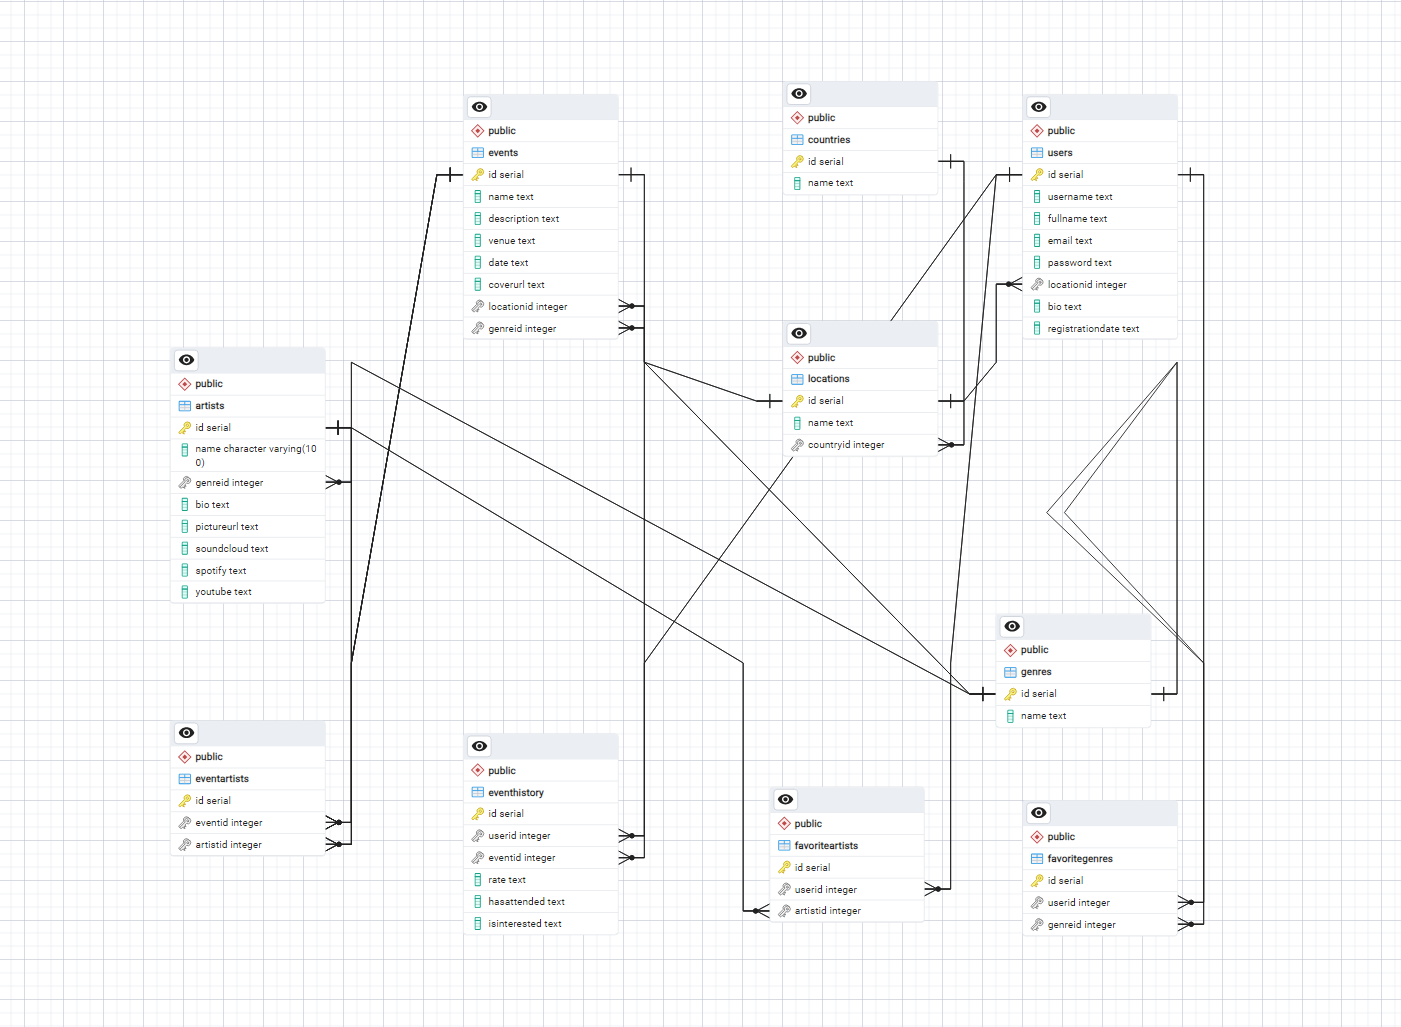 public
events
id serial
name text
description text
venue text
date text
coverurl text
locationid integer
genreid integer
public
countries
id serial
name text
public
users
id serial
username text
fullname text
email text
password text
locationid integer
bio text
registrationdate text
public
artists
id serial
name character varying(10
0)
genreid integer
bio text
pictureurl text
soundcloud text
spotify text
youtube text
public
locations
id serial
name text
countryid integer
public
genres
id serial
name text
public
eventartists
id serial
eventid integer
artistid integer
public
eventhistory
id serial
userid integer
eventid integer
rate text
hasattended text
isinterested text
public
favoriteartists
id serial
userid integer
artistid integer
public
favoritegenres
id serial
userid integer
genreid integer